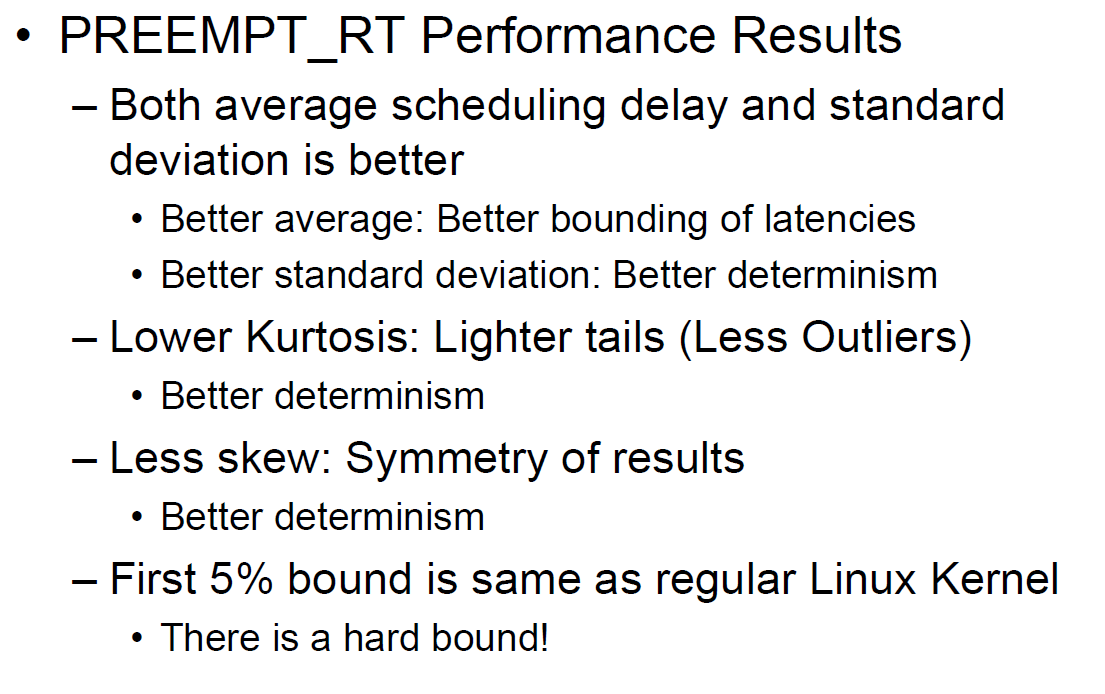 • PREEMPT_RT Performance Results
– Both average scheduling delay and standard
deviation is better
• Better average: Better bounding of latencies
• Better standard deviation: Better determinism
– Lower Kurtosis: Lighter tails (Less Outliers)
• Better determinism
– Less skew: Symmetry of results
• Better determinism
– First 5% bound is same as regular Linux Kernel
• There is a hard bound!